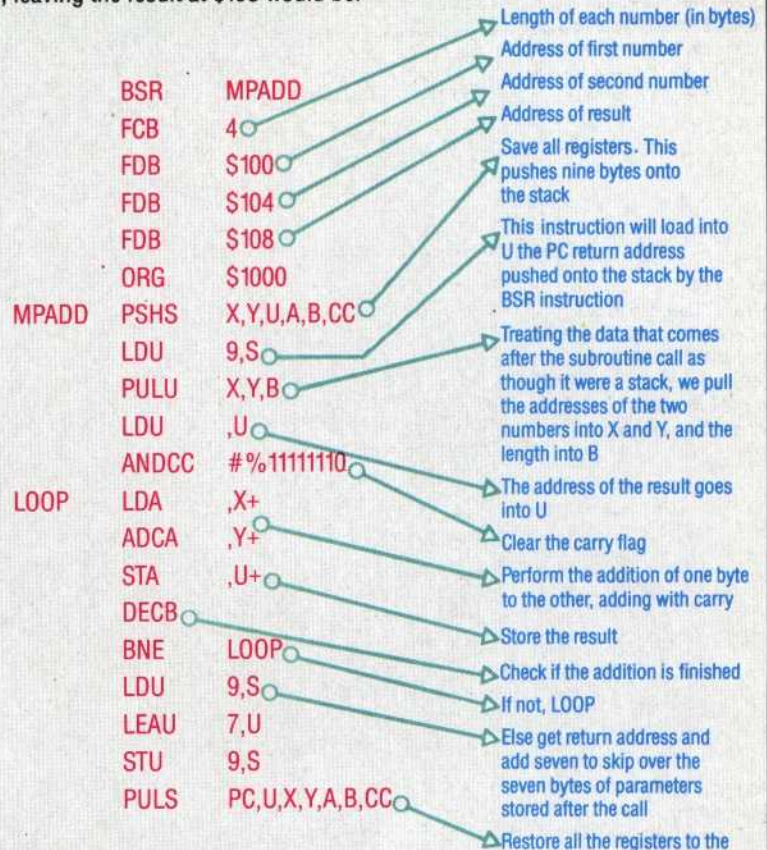 , leaving the result at $108 would be:
BSR MPADD
FCB 4
FDB $100
FDB $104
FDB $108
ORG $1000
MPADD PSHS X,Y,U,A,B,CC
LDU 9,S
PULU X,Y,B
LDU ,U
ANDCC #%11111110
LOOP LDA ,X+
ADCA ,Y+
STA ,U+
DECB
BNE LOOP
LDU 9,S
LEAU 7,U
STU 9,S
PULS PC,U,X,Y,A,B,CC
Length of each number (in bytes)
Address of first number
Address of second number
Address of result
Save all registers. This
pushes nine bytes onto
the stack
This instruction will load into
U the PC return address
pushed onto the stack by the
BSR instruction
Treating the data that comes
after the subroutine call as
though it were a stack, we pull
the addresses of the two
numbers into X and Y, and the
length into B
The address of the result goes
into U
Clear the carry flag
Perform the addition of one byte
to the other, adding with carry
Store the result
Check if the addition is finished
If not, LOOP
Else get return address and
add seven to skip over the
seven bytes of parameters
stored after the call
Restore all the registers to the